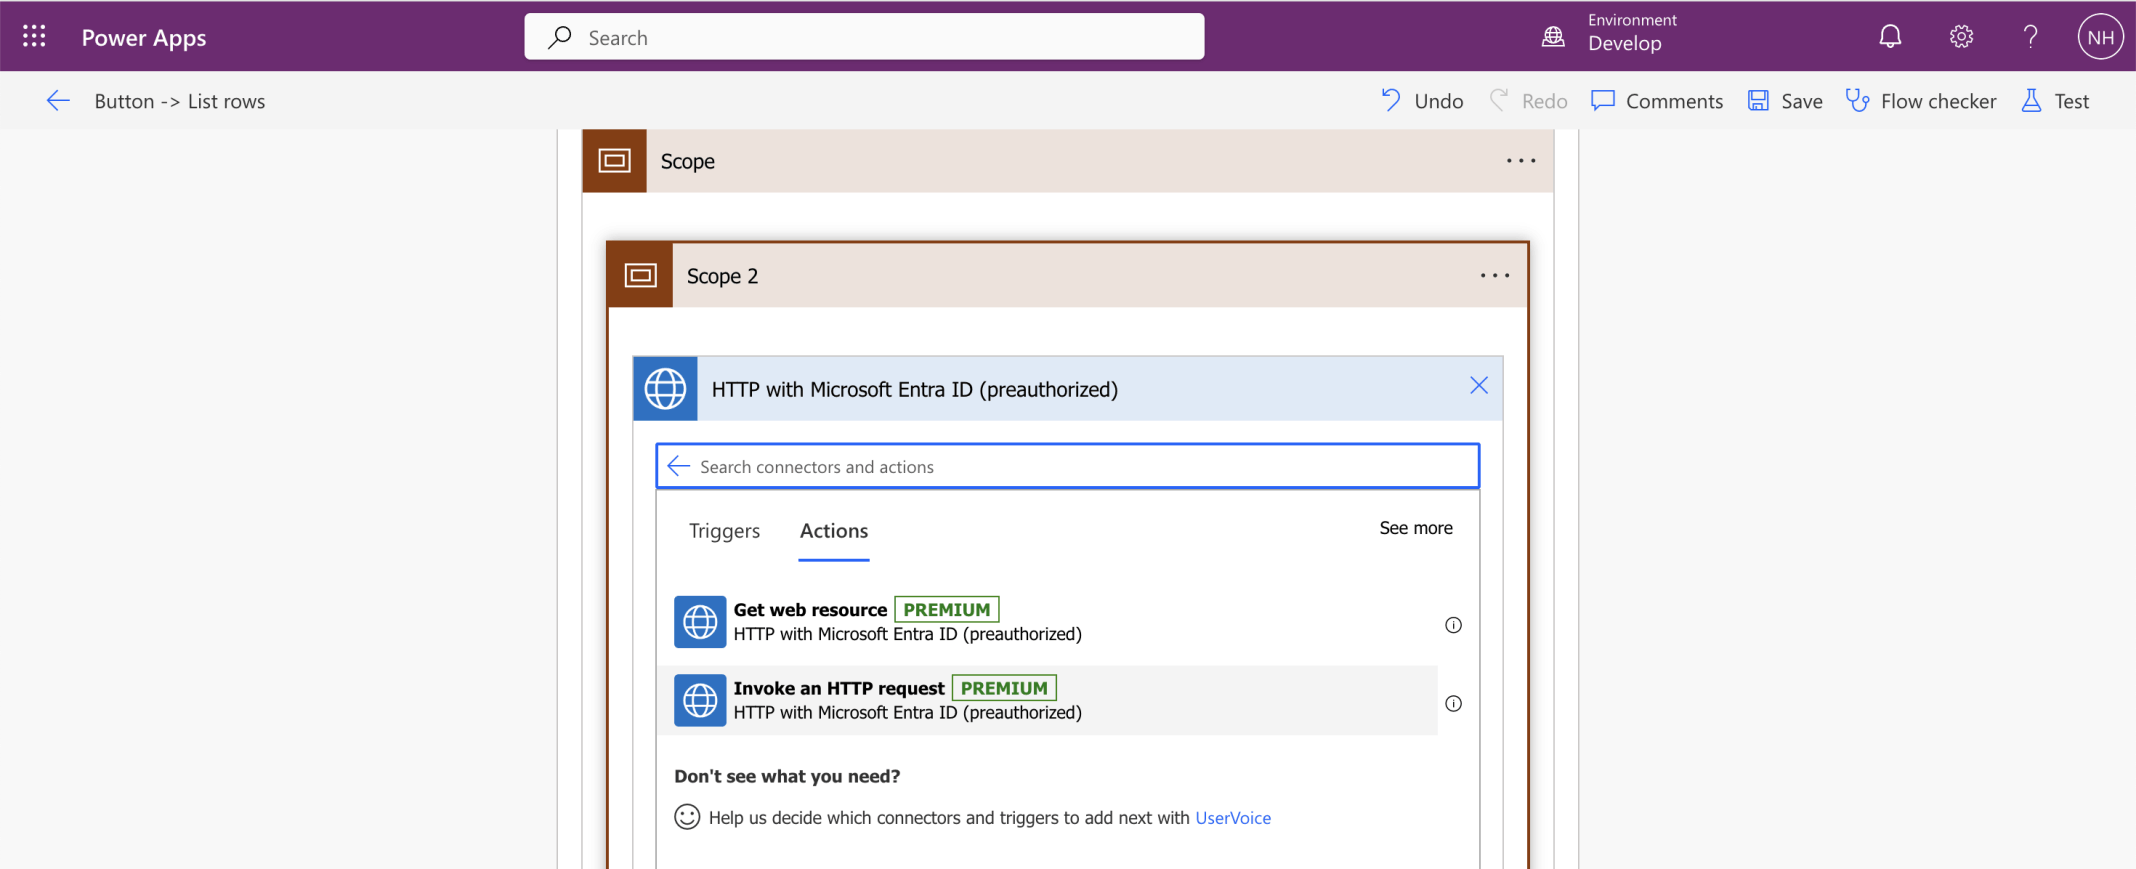 Power Apps
Search
Environment
Develop
NH
Button -> List rows
Undo
Redo
Comments
Save
Flow checker
Test
Scope
Scope 2
HTTP with Microsoft Entra ID (preauthorized)
Search connectors and actions
Triggers
Actions
See more
Get web resource PREMIUM
HTTP with Microsoft Entra ID (preauthorized)
Invoke an HTTP request PREMIUM
HTTP with Microsoft Entra ID (preauthorized)
Don't see what you need?
Help us decide which connectors and triggers to add next with UserVoice